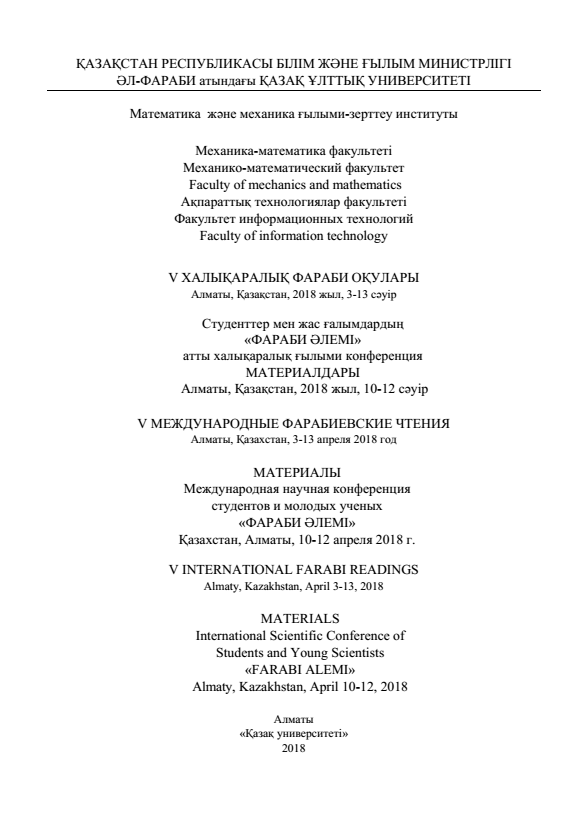 ҚАЗАҚСТАН РЕСПУБЛИКАСЫ БІЛІМ ЖӘНЕ ҒЫЛЫМ МИНИСТРЛІГІ
ӘЛ-ФАРАБИ атындағы ҚАЗАҚ ҰЛТТЫҚ УНИВЕРСИТЕТІ
Математика  және механика ғылыми-зерттеу институты
Механика-математика факультеті
Механико-математический факультет
Faculty of mechanics and mathematics
Ақпараттық технологиялар факультеті
Факультет информационных технологий
Faculty of information technology
V ХАЛЫҚАРАЛЫҚ ФАРАБИ ОҚУЛАРЫ
Алматы, Қазақстан, 2018 жыл, 3-13 сәуір
Студенттер мен жас ғалымдардың
«ФАРАБИ ӘЛЕМІ»
атты халықаралық ғылыми конференция
МАТЕРИАЛДАРЫ
Алматы, Қазақстан, 2018 жыл, 10-12 сәуір
V МЕЖДУНАРОДНЫЕ ФАРАБИЕВСКИЕ ЧТЕНИЯ
Алматы, Қазахстан, 3-13 апреля 2018 год
МАТЕРИАЛЫ
Международная научная конференция
студентов и молодых ученых
«ФАРАБИ ӘЛЕМІ»
Қазахстан, Алматы, 10-12 апреля 2018 г.
V INTERNATIONAL FARABI READINGS
Almaty, Kazakhstan, April 3-13, 2018
MATERIALS
International Scientific Conference of
Students and Young Scientists
«FARABI ALEMI»
Almaty, Kazakhstan, April 10-12, 2018
Алматы
«Қазақ университеті»
2018